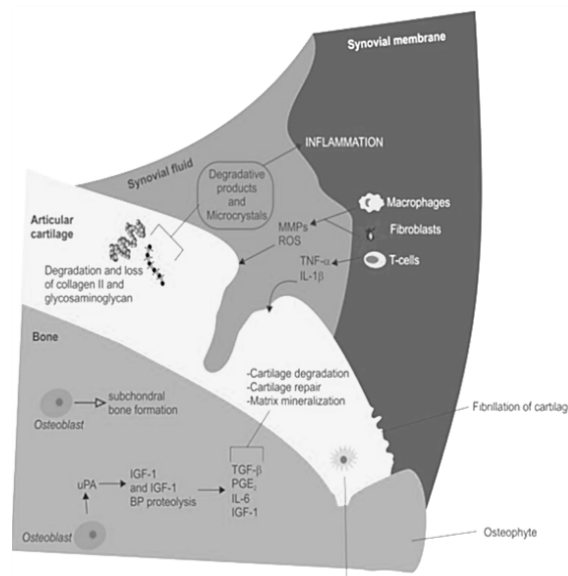 Synovial membrane
INFLAMMATION
Synovial fluid
Degradative
products
and
Microcrystals
Macrophages
Fibroblasts
T-cells
MMPs
ROS
TNF-α
IL-1β
Articular
cartilage
Degradation and loss
of collagen II and
glycosaminoglycan
Bone
-Cartilage degradation
-Cartilage repair
-Matrix mineralization
Fibrillation of cartilag
Osteoblast
subchondral
bone formation
uPA
IGF-1
and IGF-1
BP proteolysis
TGF-β
PGE₂
IL-6
IGF-1
Osteoblast
Osteophyte